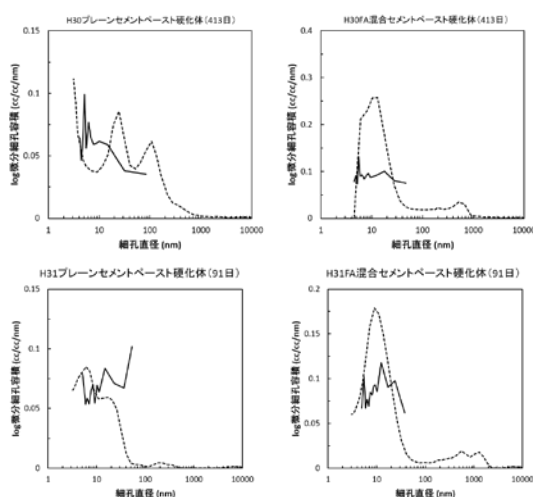 H30プレーンセメントペースト硬化体(413日)
0.15
0.1
0.05
0
log微分細孔容積 (cc/cc/nm)
1 10 100 1000 10000
細孔直径 (nm)
H30FA混合セメントペースト硬化体(413日)
0.4
0.3
0.2
0.1
0
log微分細孔容積 (cc/cc/nm)
1 10 100 1000 10000
細孔直径 (nm)
H31プレーンセメントペースト硬化体(91日)
0.15
0.1
0.05
0
log微分細孔容積 (cc/cc/nm)
1 10 100 1000 10000
細孔直径 (nm)
H31FA混合セメントペースト硬化体(91日)
0.2
0.15
0.1
0.05
0
log微分細孔容積 (cc/cc/nm)
1 10 100 1000 10000
細孔直径 (nm)